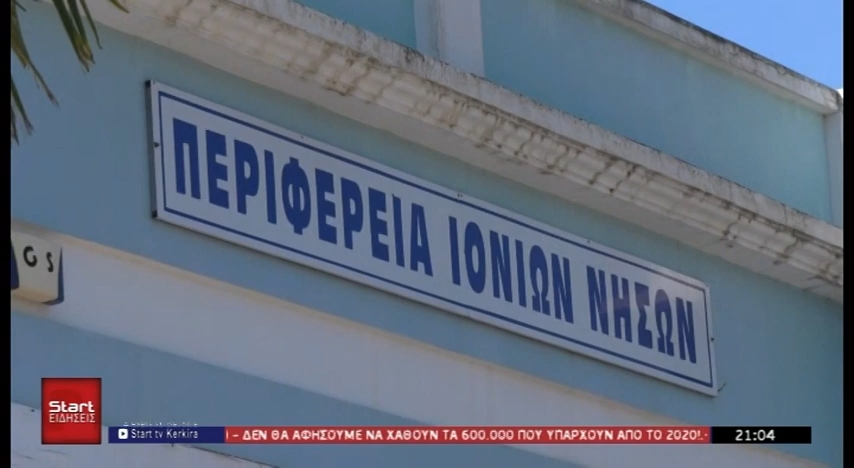 ΠΕΡΙΦΕΡΕΙΑ ΙΟΝΙΩΝ ΝΗΣΩΝ
GS
Start
ΕΙΔΗΣΕΙΣ
Start tv Kerkira
– ΔΕΝ ΘΑ ΑΦΗΣΟΥΜΕ ΝΑ ΧΑΘΟΥΝ ΤΑ 600.000 ΠΟΥ ΥΠΑΡΧΟΥΝ ΑΠΟ ΤΟ 2020!.-
21:04